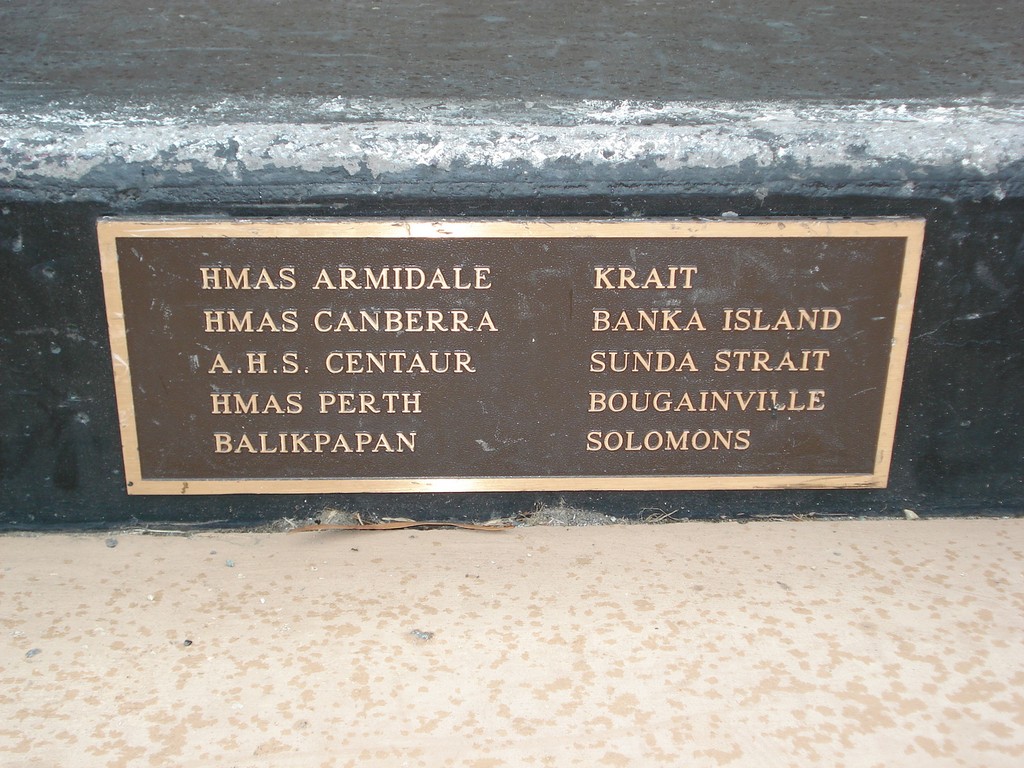 HMAS ARMIDALE
HMAS CANBERRA
A.H.S. CENTAUR
HMAS PERTH
BALIKPAPAN
KRAIT
BANKA ISLAND
SUNDA STRAIT
BOUGAINVILLE
SOLOMONS